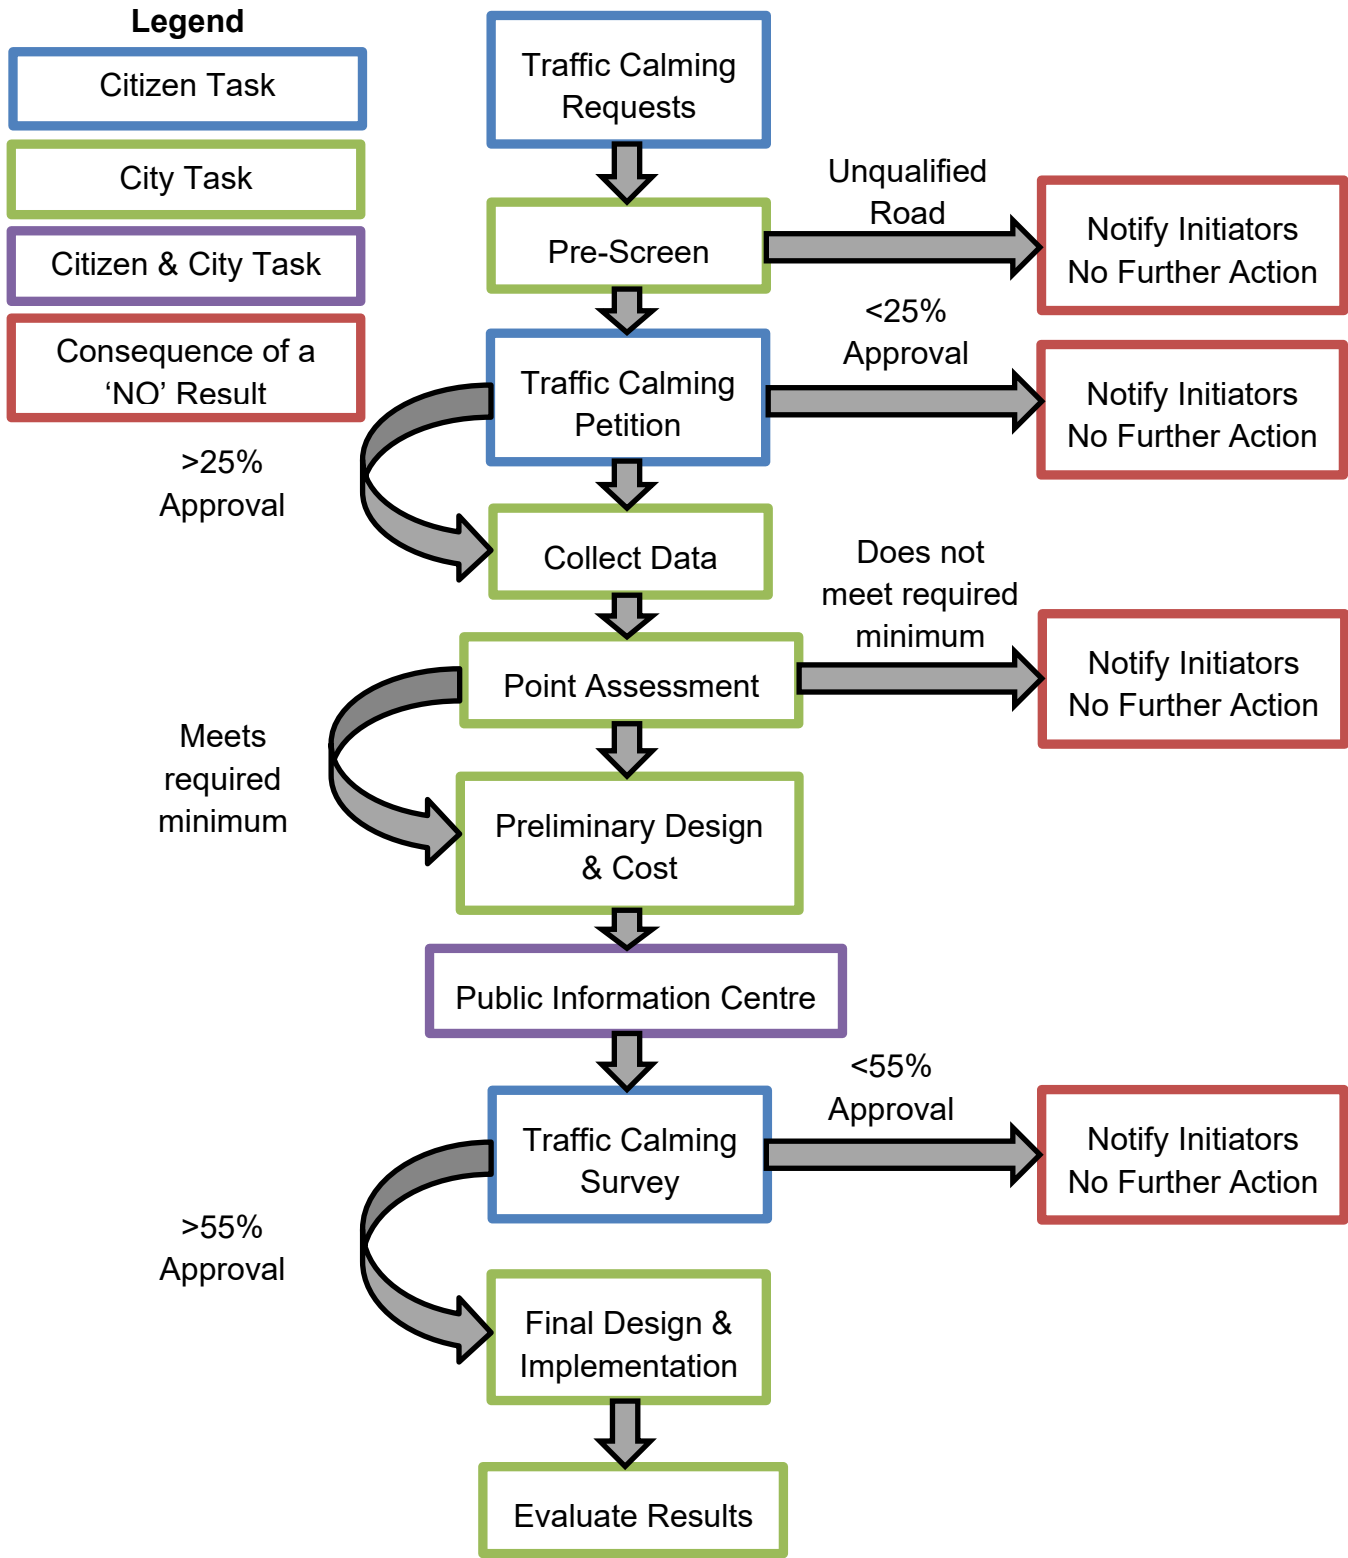 Legend
Citizen Task
City Task
Citizen & City Task
Consequence of a
‘NO’ Result
Traffic Calming
Requests
Unqualified
Road
Pre-Screen
Notify Initiators
No Further Action
<25%
Approval
Traffic Calming
Petition
Notify Initiators
No Further Action
>25%
Approval
Collect Data
Does not
meet required
minimum
Point Assessment
Notify Initiators
No Further Action
Meets
required
minimum
Preliminary Design
& Cost
Public Information Centre
<55%
Approval
Traffic Calming
Survey
Notify Initiators
No Further Action
>55%
Approval
Final Design &
Implementation
Evaluate Results